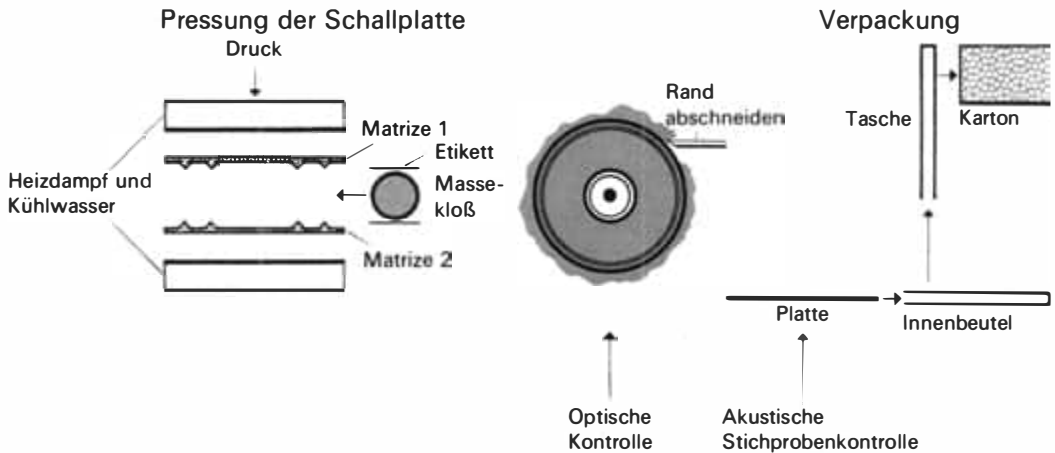 Pressung der Schallplatte
Druck
Matrize 1
Etikett
Masse-
kloß
Heizdampf und
Kühlwasser
Matrize 2
Rand
abschneiden
Optische
Kontrolle
Verpackung
Tasche
Karton
Platte
Innenbeutel
Akustische
Stichprobenkontrolle